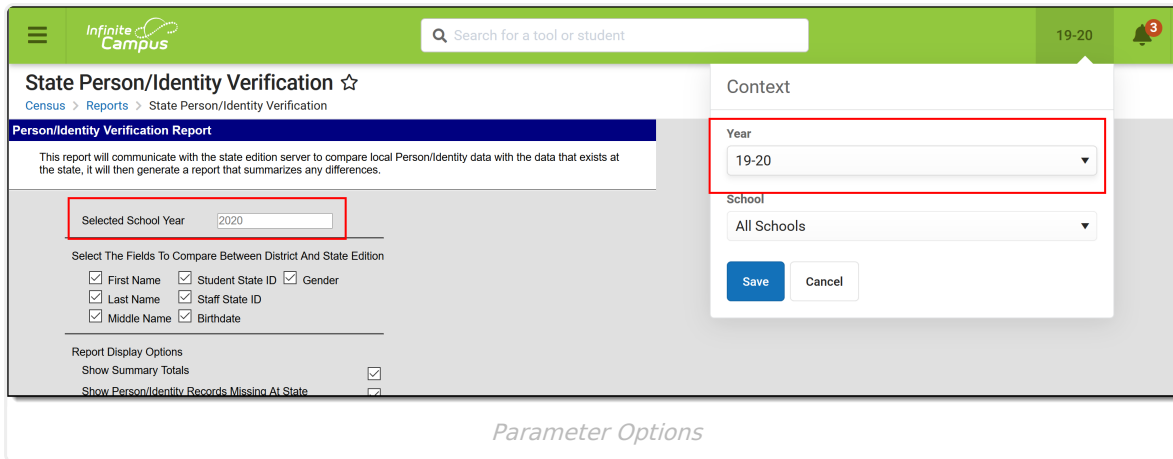 Infinite
Campus
Search for a tool or student
19-20
3
State Person/Identity Verification
Census > Reports > State Person/Identity Verification
Person/Identity Verification Report
This report will communicate with the state edition server to compare local Person/Identity data with the data that exists at
the state, it will then generate a report that summarizes any differences.
Selected School Year 2020
Select The Fields To Compare Between District And State Edition
First Name Student State ID Gender
Last Name Staff State ID
Middle Name Birthdate
Report Display Options
Show Summary Totals
Show Person/Identity Records Missing At State
Context
Year
19-20
School
All Schools
Save Cancel
Parameter Options